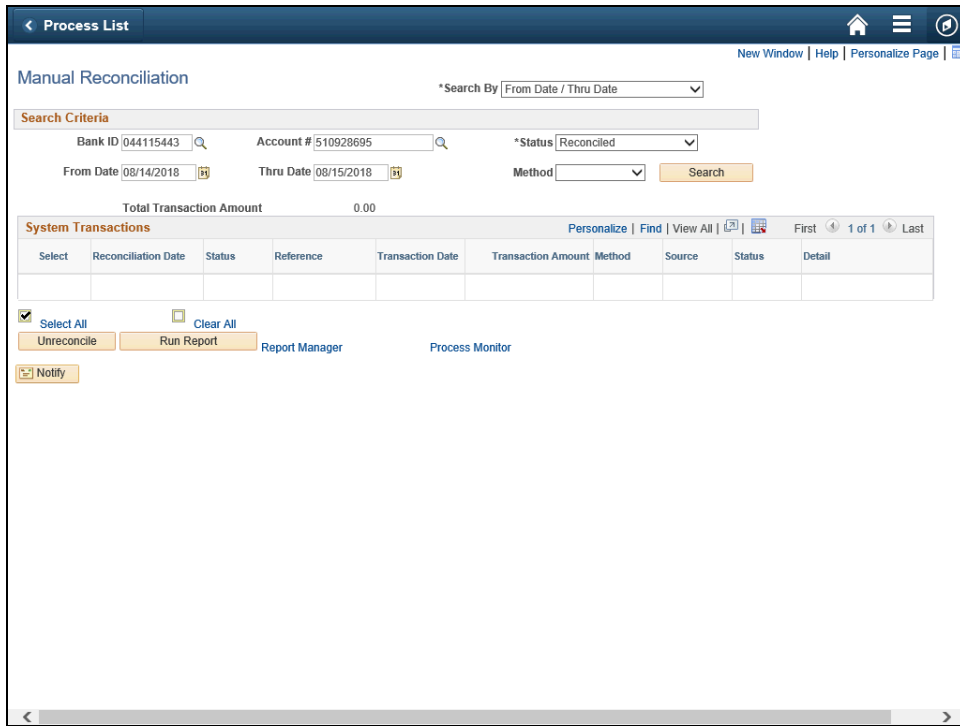 Process List
New Window | Help | Personalize Page |
Manual Reconciliation
*Search By From Date / Thru Date
Search Criteria
Bank ID 044115443 Account # 510928695 *Status Reconciled
From Date 08/14/2018 Thru Date 08/15/2018 Method Search
Total Transaction Amount 0.00
System Transactions Personalize | Find | View All | | First 1 of 1 Last
Select Reconciliation Date Status Reference Transaction Date Transaction Amount Method Source Status Detail
Select All Clear All
Unreconcile Run Report Report Manager Process Monitor
Notify